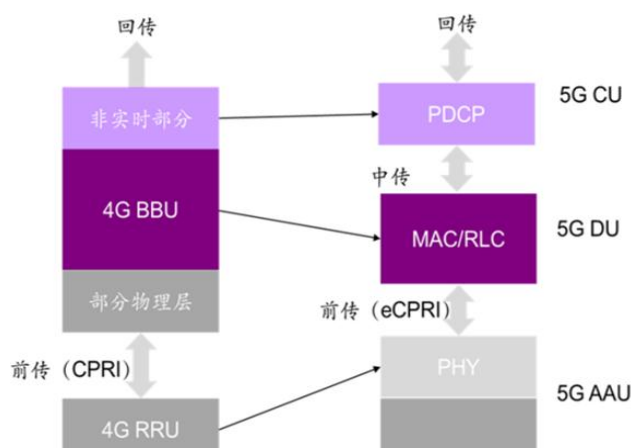 回传
非实时部分
4G BBU
部分物理层
前传（CPRI）
4G RRU
回传
PDCP
5G CU
中传
MAC/RLC
5G DU
前传（eCPRI）
PHY
5G AAU